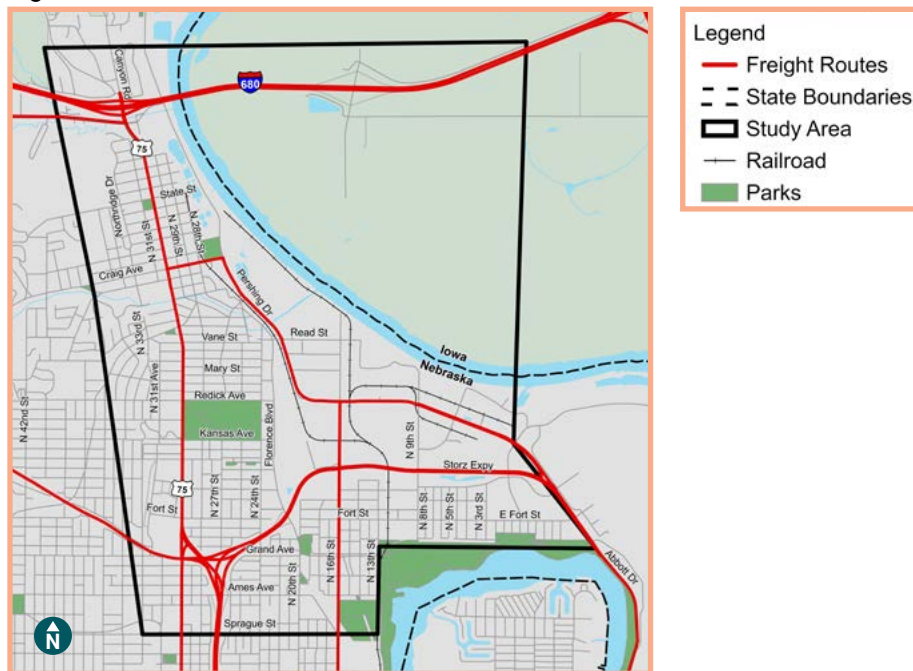 Legend
Freight Routes
State Boundaries
Study Area
Railroad
Parks
Canyon Rd
680
75
Northridge Dr
State St
N 31st St
N 29th St
N 28th St
Craig Ave
Pershing Dr
N 33rd St
Vane St
Read St
Iowa
Nebraska
Mary St
N 31st Ave
Redick Ave
N 42nd St
Kansas Ave
Florence Blvd
N 9th St
Storz Expy
75
N 27th St
N 24th St
Fort St
Fort St
N 8th St
N 5th St
N 3rd St
E Fort St
Grand Ave
N 20th St
N 16th St
N 13th St
Abbott Dr
Ames Ave
Sprague St
N